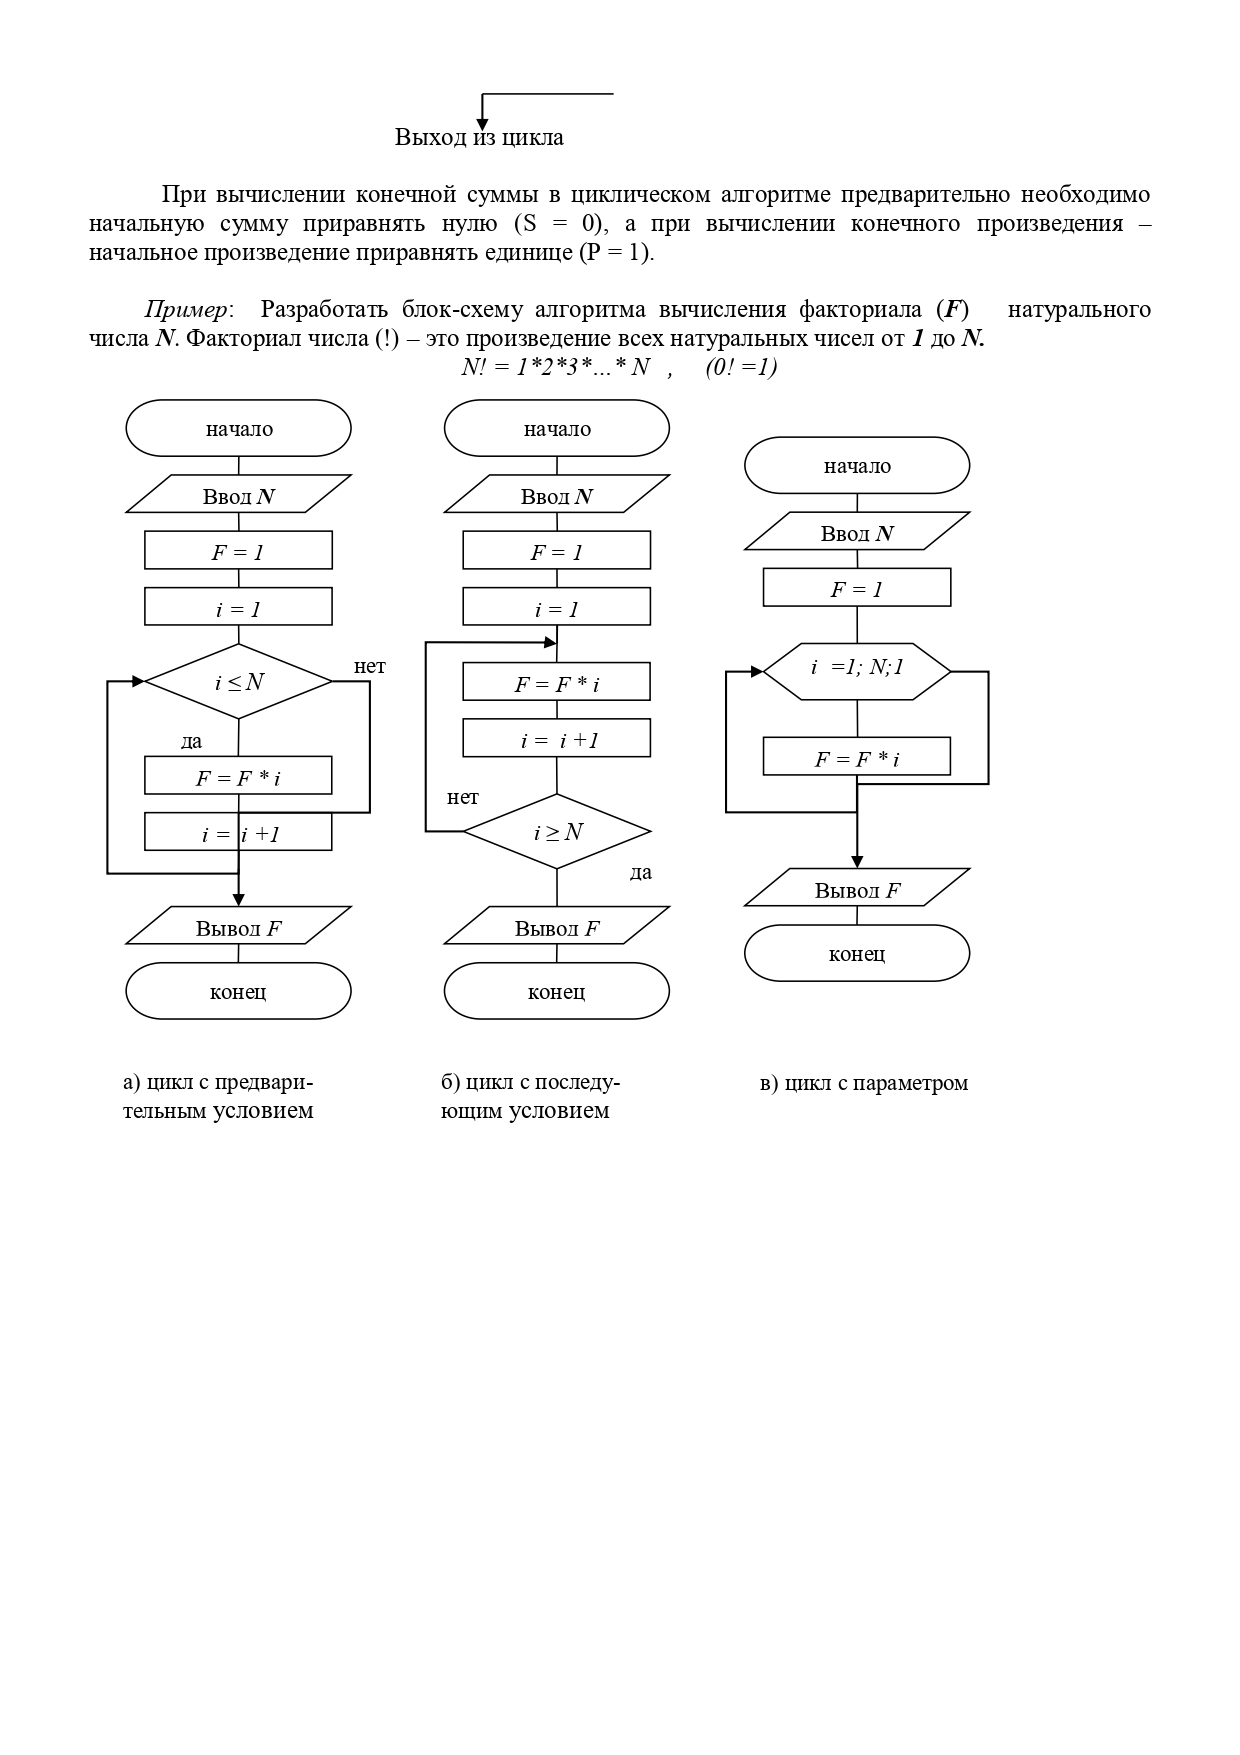 Выход из цикла
При вычислении конечной суммы в циклическом алгоритме предварительно необходимо
начальную сумму приравнять нулю (S = 0), а при вычислении конечного произведения –
начальное произведение приравнять единице (P = 1).
Пример: Разработать блок-схему алгоритма вычисления факториала (F) натурального
числа N. Факториал числа (!) – это произведение всех натуральных чисел от 1 до N.
N! = 1*2*3*...* N , (0! =1)
начало
Ввод N
F = 1
i = 1
i ≤ N
нет
да
F = F * i
i = i +1
Вывод F
конец
а) цикл с предвари-
тельным условием
начало
Ввод N
F = 1
i = 1
F = F * i
i = i +1
нет
i ≥ N
да
Вывод F
конец
б) цикл с последу-
ющим условием
начало
Ввод N
F = 1
i =1; N;1
F = F * i
Вывод F
конец
в) цикл с параметром